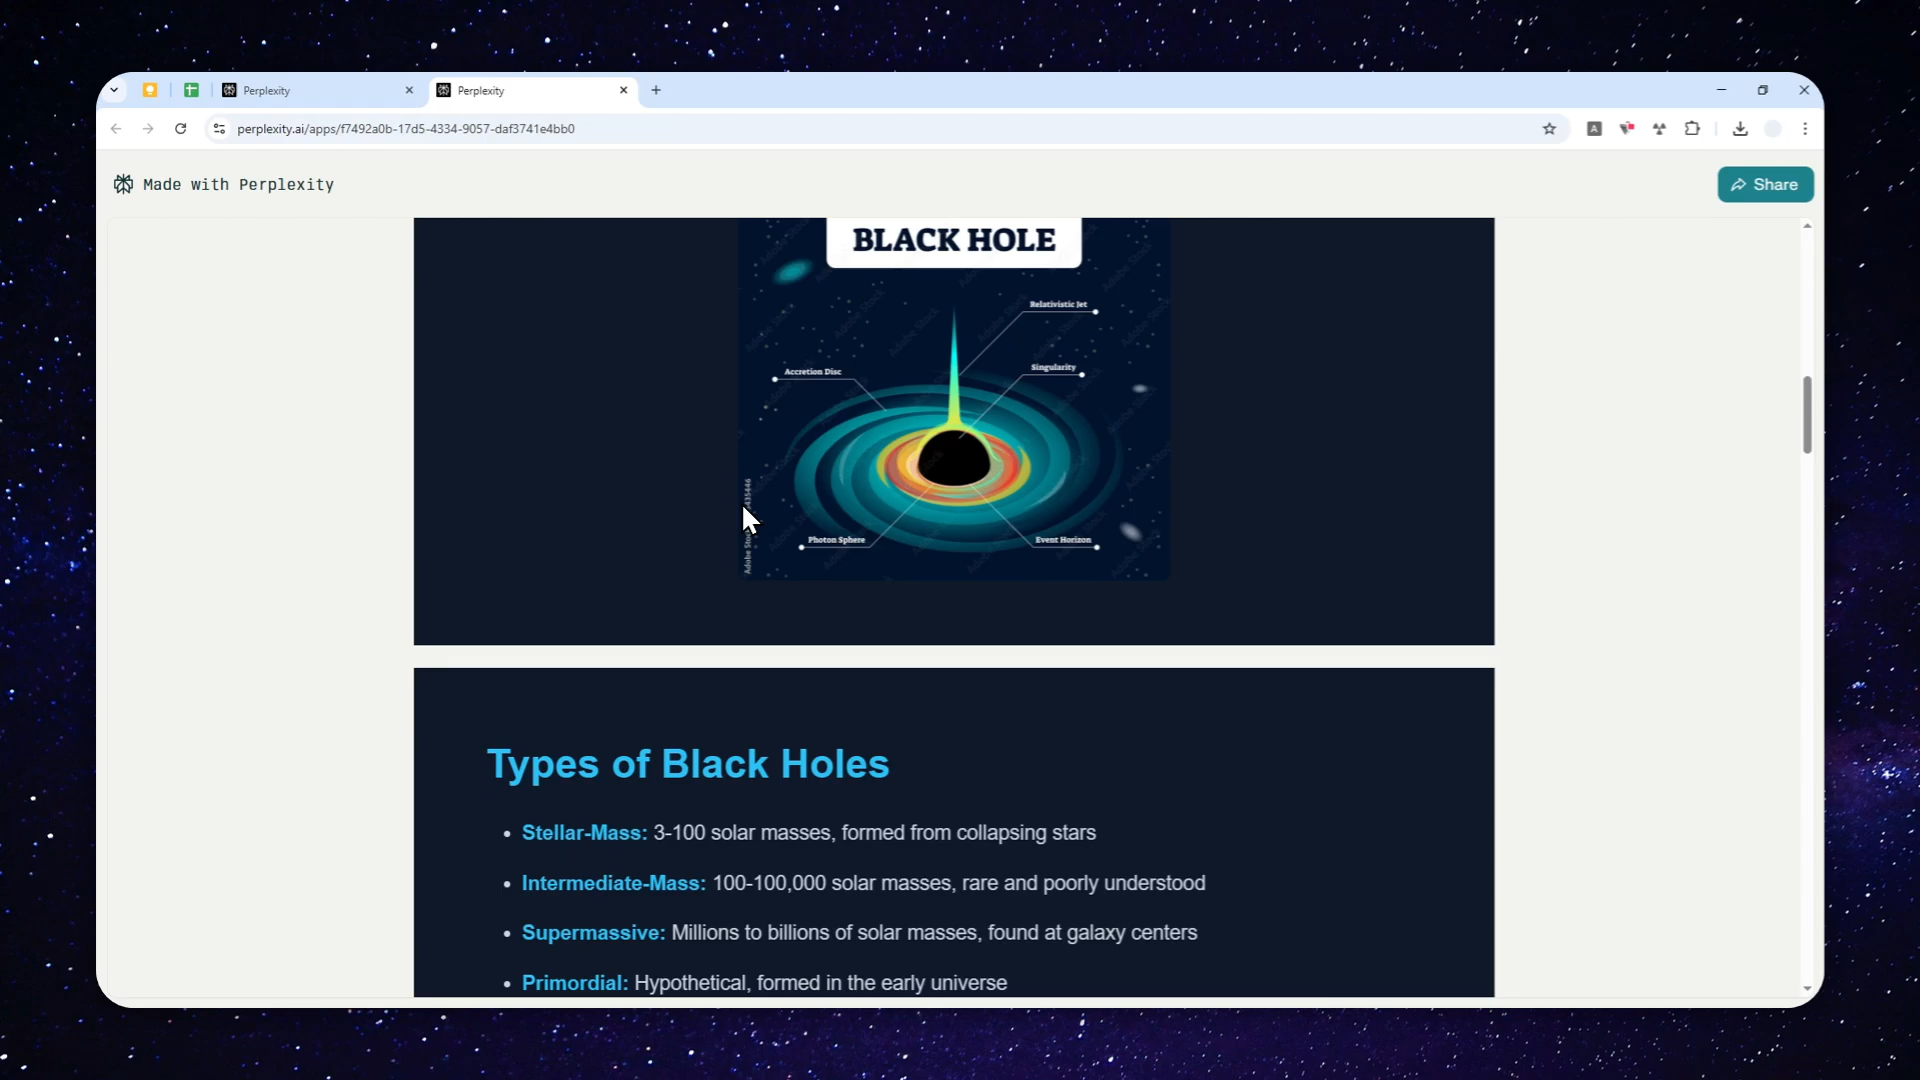 Perplexity
Perplexity
perplexity.ai/apps/f7492a0b-17d5-4334-9057-daf3741e4bb0
A
Made with Perplexity
Share
BLACK HOLE
Relativistic Jet
Singularity
Accretion Disc
Photon Sphere
Event Horizon
Types of Black Holes
• Stellar-Mass: 3-100 solar masses, formed from collapsing stars
• Intermediate-Mass: 100-100,000 solar masses, rare and poorly understood
• Supermassive: Millions to billions of solar masses, found at galaxy centers
• Primordial: Hypothetical, formed in the early universe